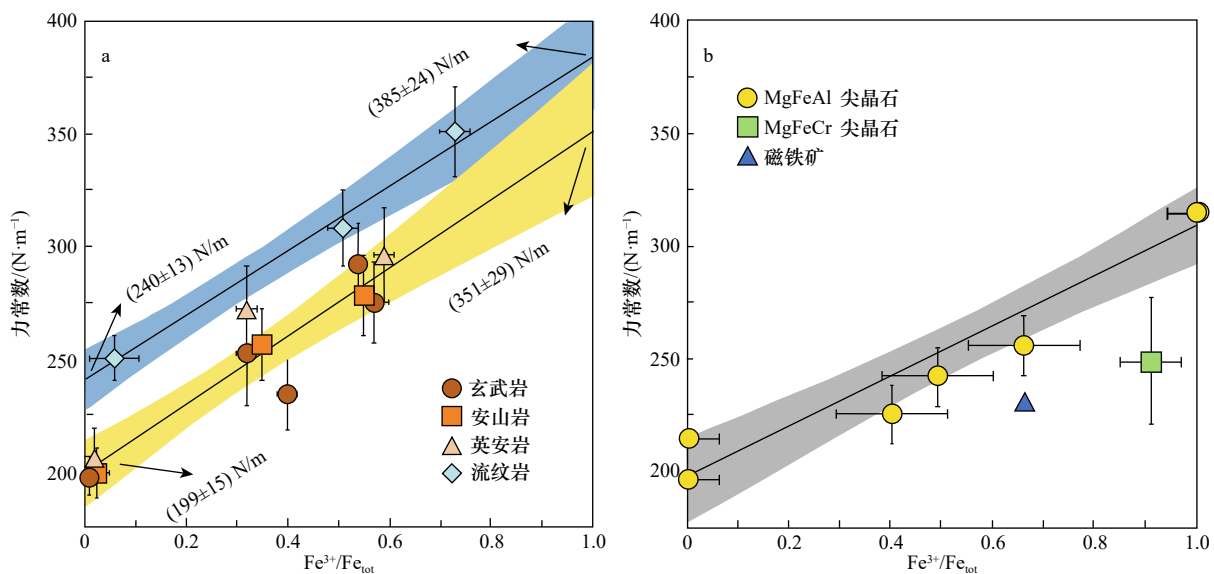 a
400
350
300
250
200
力常数/(N·m⁻¹)
(385±24) N/m
(240±13) N/m
(351±29) N/m
(199±15) N/m
玄武岩
安山岩
英安岩
流纹岩
0
0.2
0.4
0.6
0.8
1.0
Fe³⁺/Feₜₒₜ
b
400
350
300
250
200
力常数/(N·m⁻¹)
MgFeAl 尖晶石
MgFeCr 尖晶石
磁铁矿
0
0.2
0.4
0.6
0.8
1.0
Fe³⁺/Feₜₒₜ